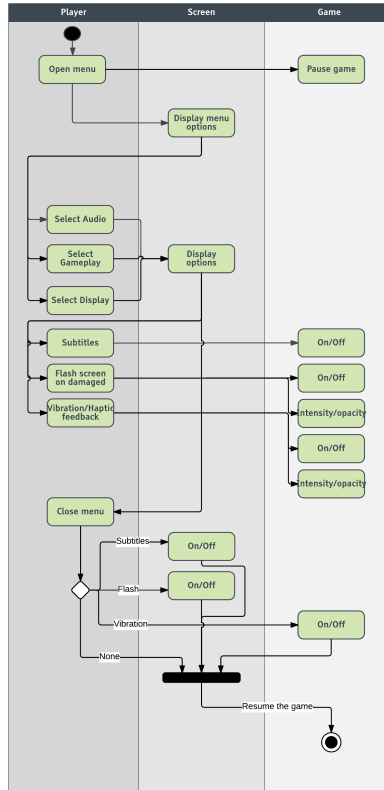 Player
Screen
Game
Open menu
Pause game
Display menu
options
Select Audio
Select
Gameplay
Display
options
Select Display
Subtitles
On/Off
Flash screen
on damaged
On/Off
Vibration/Haptic
feedback
Intensity/opacity
On/Off
Intensity/opacity
Close menu
Subtitles
On/Off
Flash
On/Off
Vibration
On/Off
None
Resume the game